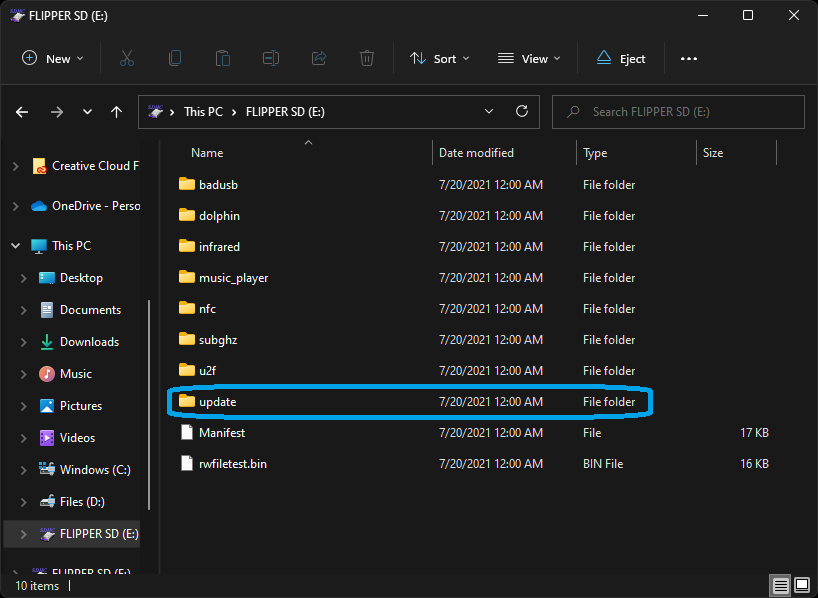 FLIPPER SD (E:)
New
Sort
View
Eject
This PC > FLIPPER SD (E:)
Search FLIPPER SD (E:)
Name Date modified Type Size
Creative Cloud F
OneDrive - Perso
This PC
Desktop
Documents
Downloads
Music
Pictures
Videos
Windows (C:)
Files (D:)
FLIPPER SD (E:)
FLIPPER SD (E:)
badusb 7/20/2021 12:00 AM File folder
dolphin 7/20/2021 12:00 AM File folder
infrared 7/20/2021 12:00 AM File folder
music_player 7/20/2021 12:00 AM File folder
nfc 7/20/2021 12:00 AM File folder
subghz 7/20/2021 12:00 AM File folder
u2f 7/20/2021 12:00 AM File folder
update 7/20/2021 12:00 AM File folder
Manifest 7/20/2021 12:00 AM File 17 KB
rwfiletest.bin 7/20/2021 12:00 AM BIN File 16 KB
10 items